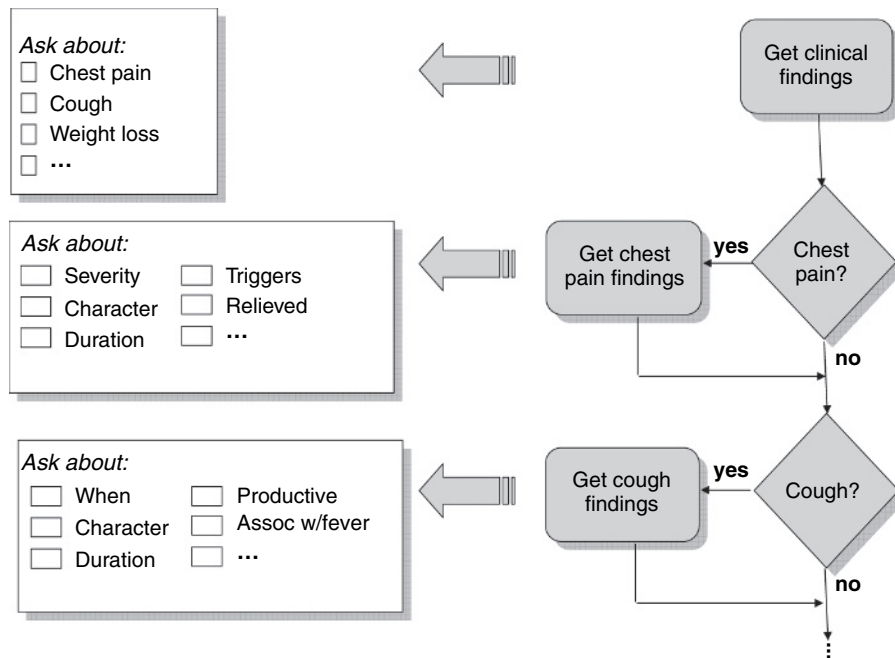 Ask about:
Chest pain
Cough
Weight loss
...
Get clinical
findings
Ask about:
Severity
Character
Duration
Triggers
Relieved
...
Get chest
pain findings
yes
Chest
pain?
no
Ask about:
When
Character
Duration
Productive
Assoc w/fever
...
Get cough
findings
yes
Cough?
no
...